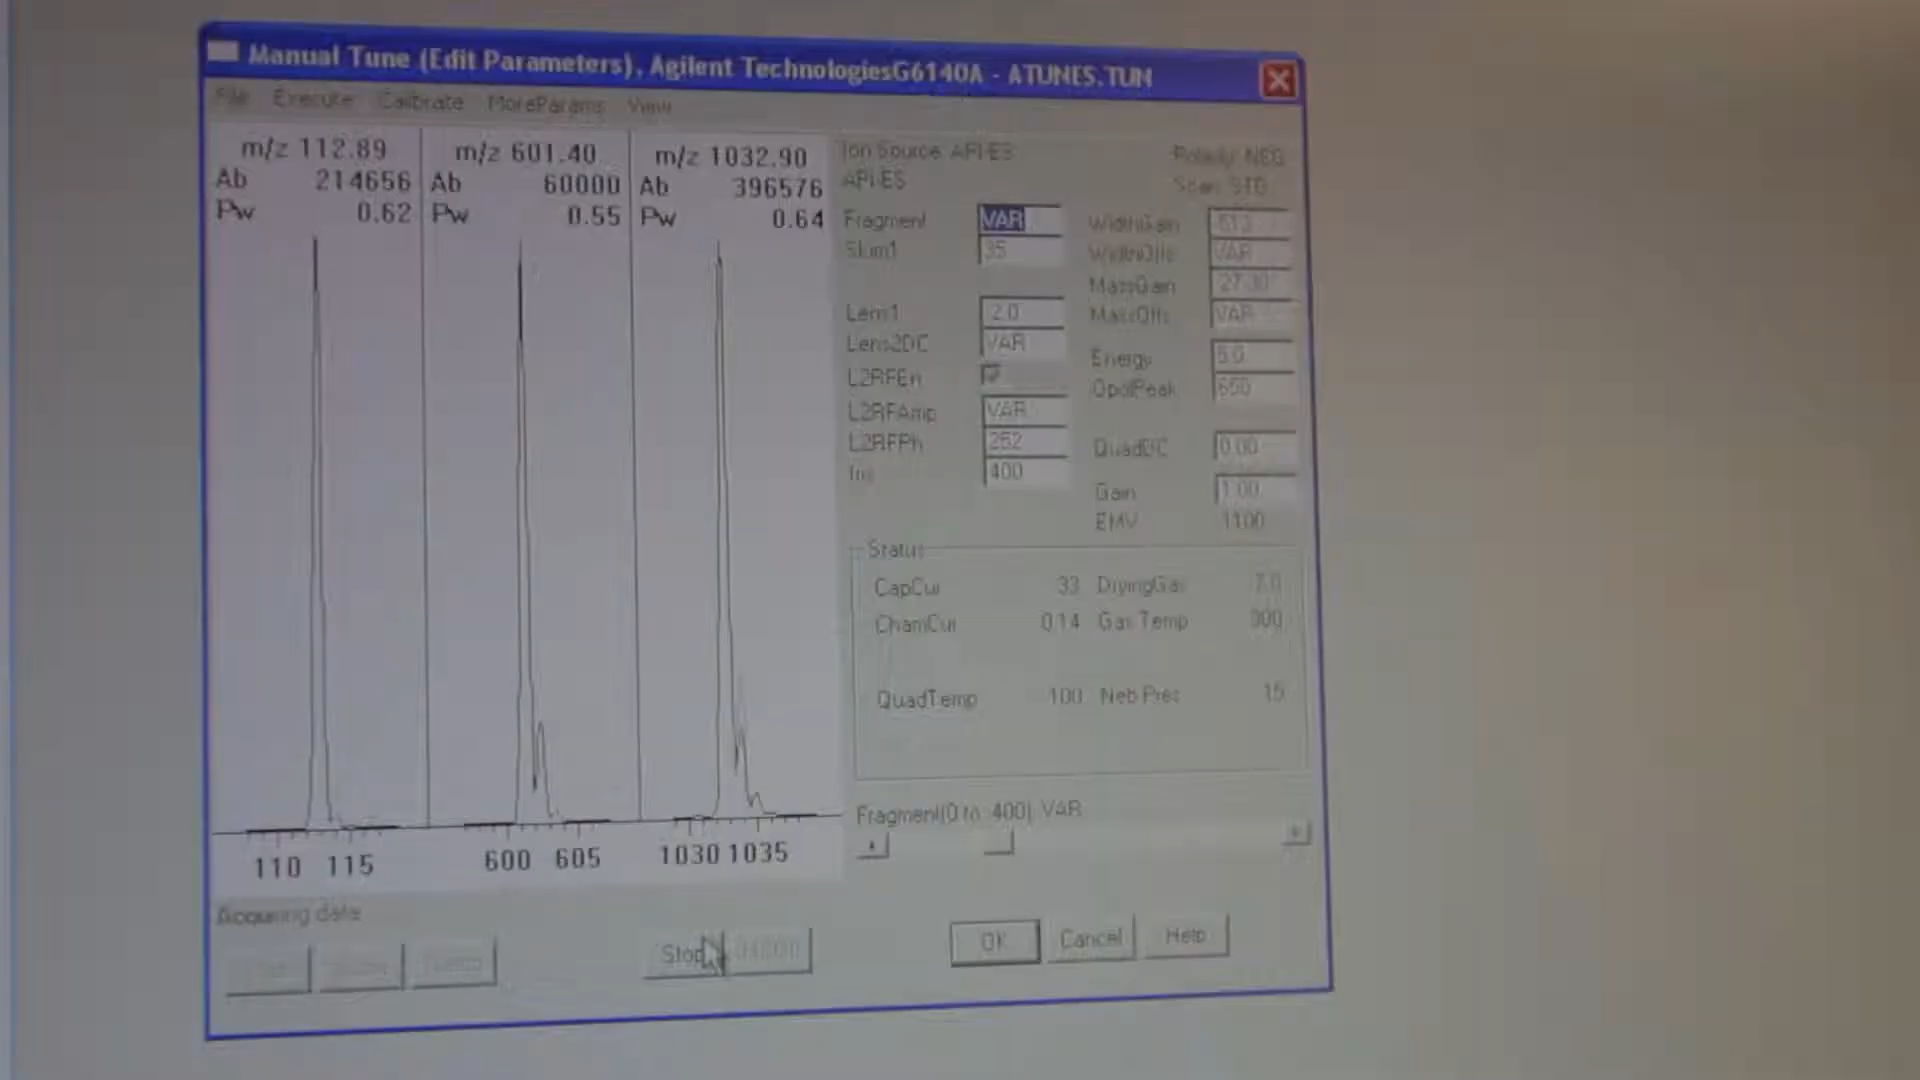 Manual Tune (Edit Parameters), Agilent TechnologiesG6140A - ATUNES.TUN
File Execute Calibrate MoreParams View
m/z 112.89
Ab 214656
Pw 0.62
m/z 601.40
Ab 60000
Pw 0.55
m/z 1032.90
Ab 396576
Pw 0.64
110 115
600 605
1030 1035
Ion Source API-ES Polarity NEG
API-ES Scan STD
Fragment VAR
Skim1 35
Lens1 2.0
Lens2DC VAR
L2RFEn
L2RFAmp VAR
L2RFPh 252
Iris 400
WidthGain
WidthOffs VAR
MassGain
MassOffs VAR
Energy 5.0
OpolPeak 650
QuadDC 0.00
Gain 1.00
EMV 1100
Status
CapCur 33 DryingGas 7.0
ChamCur 0.14 Gas Temp 300
QuadTemp 100 Neb Pres 15
Fragment(0 to 400) VAR
Acquiring data
Stop
OK Cancel Help